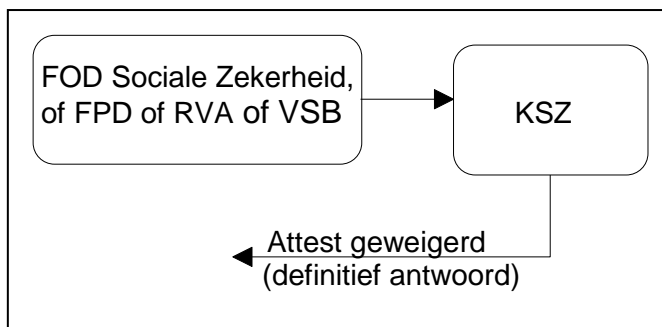 FOD Sociale Zekerheid,
of FPD of RVA of VSB
KSZ
Attest geweigerd
(definitief antwoord)